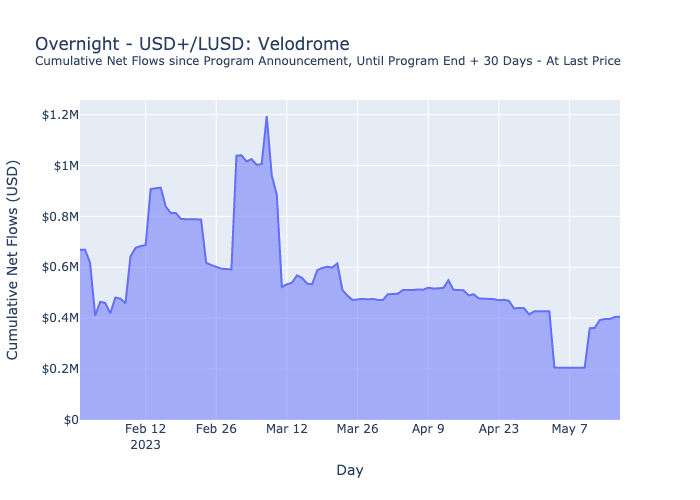 Overnight - USD+/LUSD: Velodrome
Cumulative Net Flows since Program Announcement, Until Program End + 30 Days - At Last Price
Cumulative Net Flows (USD)
$1.2M
$1M
$0.8M
$0.6M
$0.4M
$0.2M
$0
Feb 12 Feb 26 Mar 12 Mar 26 Apr 9 Apr 23 May 7
2023
Day